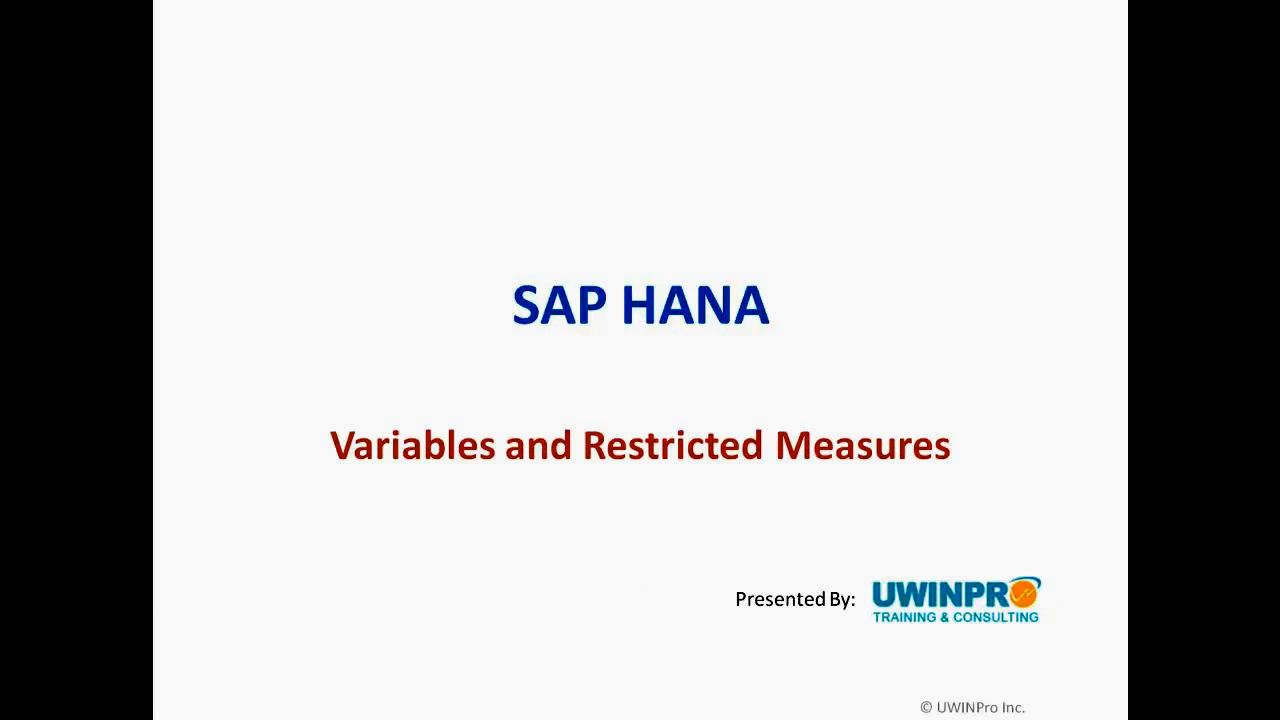 SAP HANA
Variables and Restricted Measures
Presented By:
UWINPRO
TRAINING & CONSULTING
© UWINPro Inc.